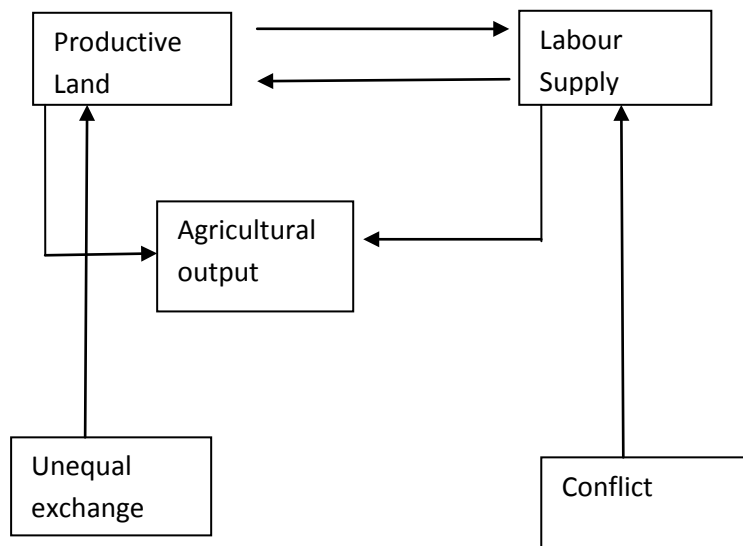 Productive
Land
Labour
Supply
Agricultural
output
Unequal
exchange
Conflict